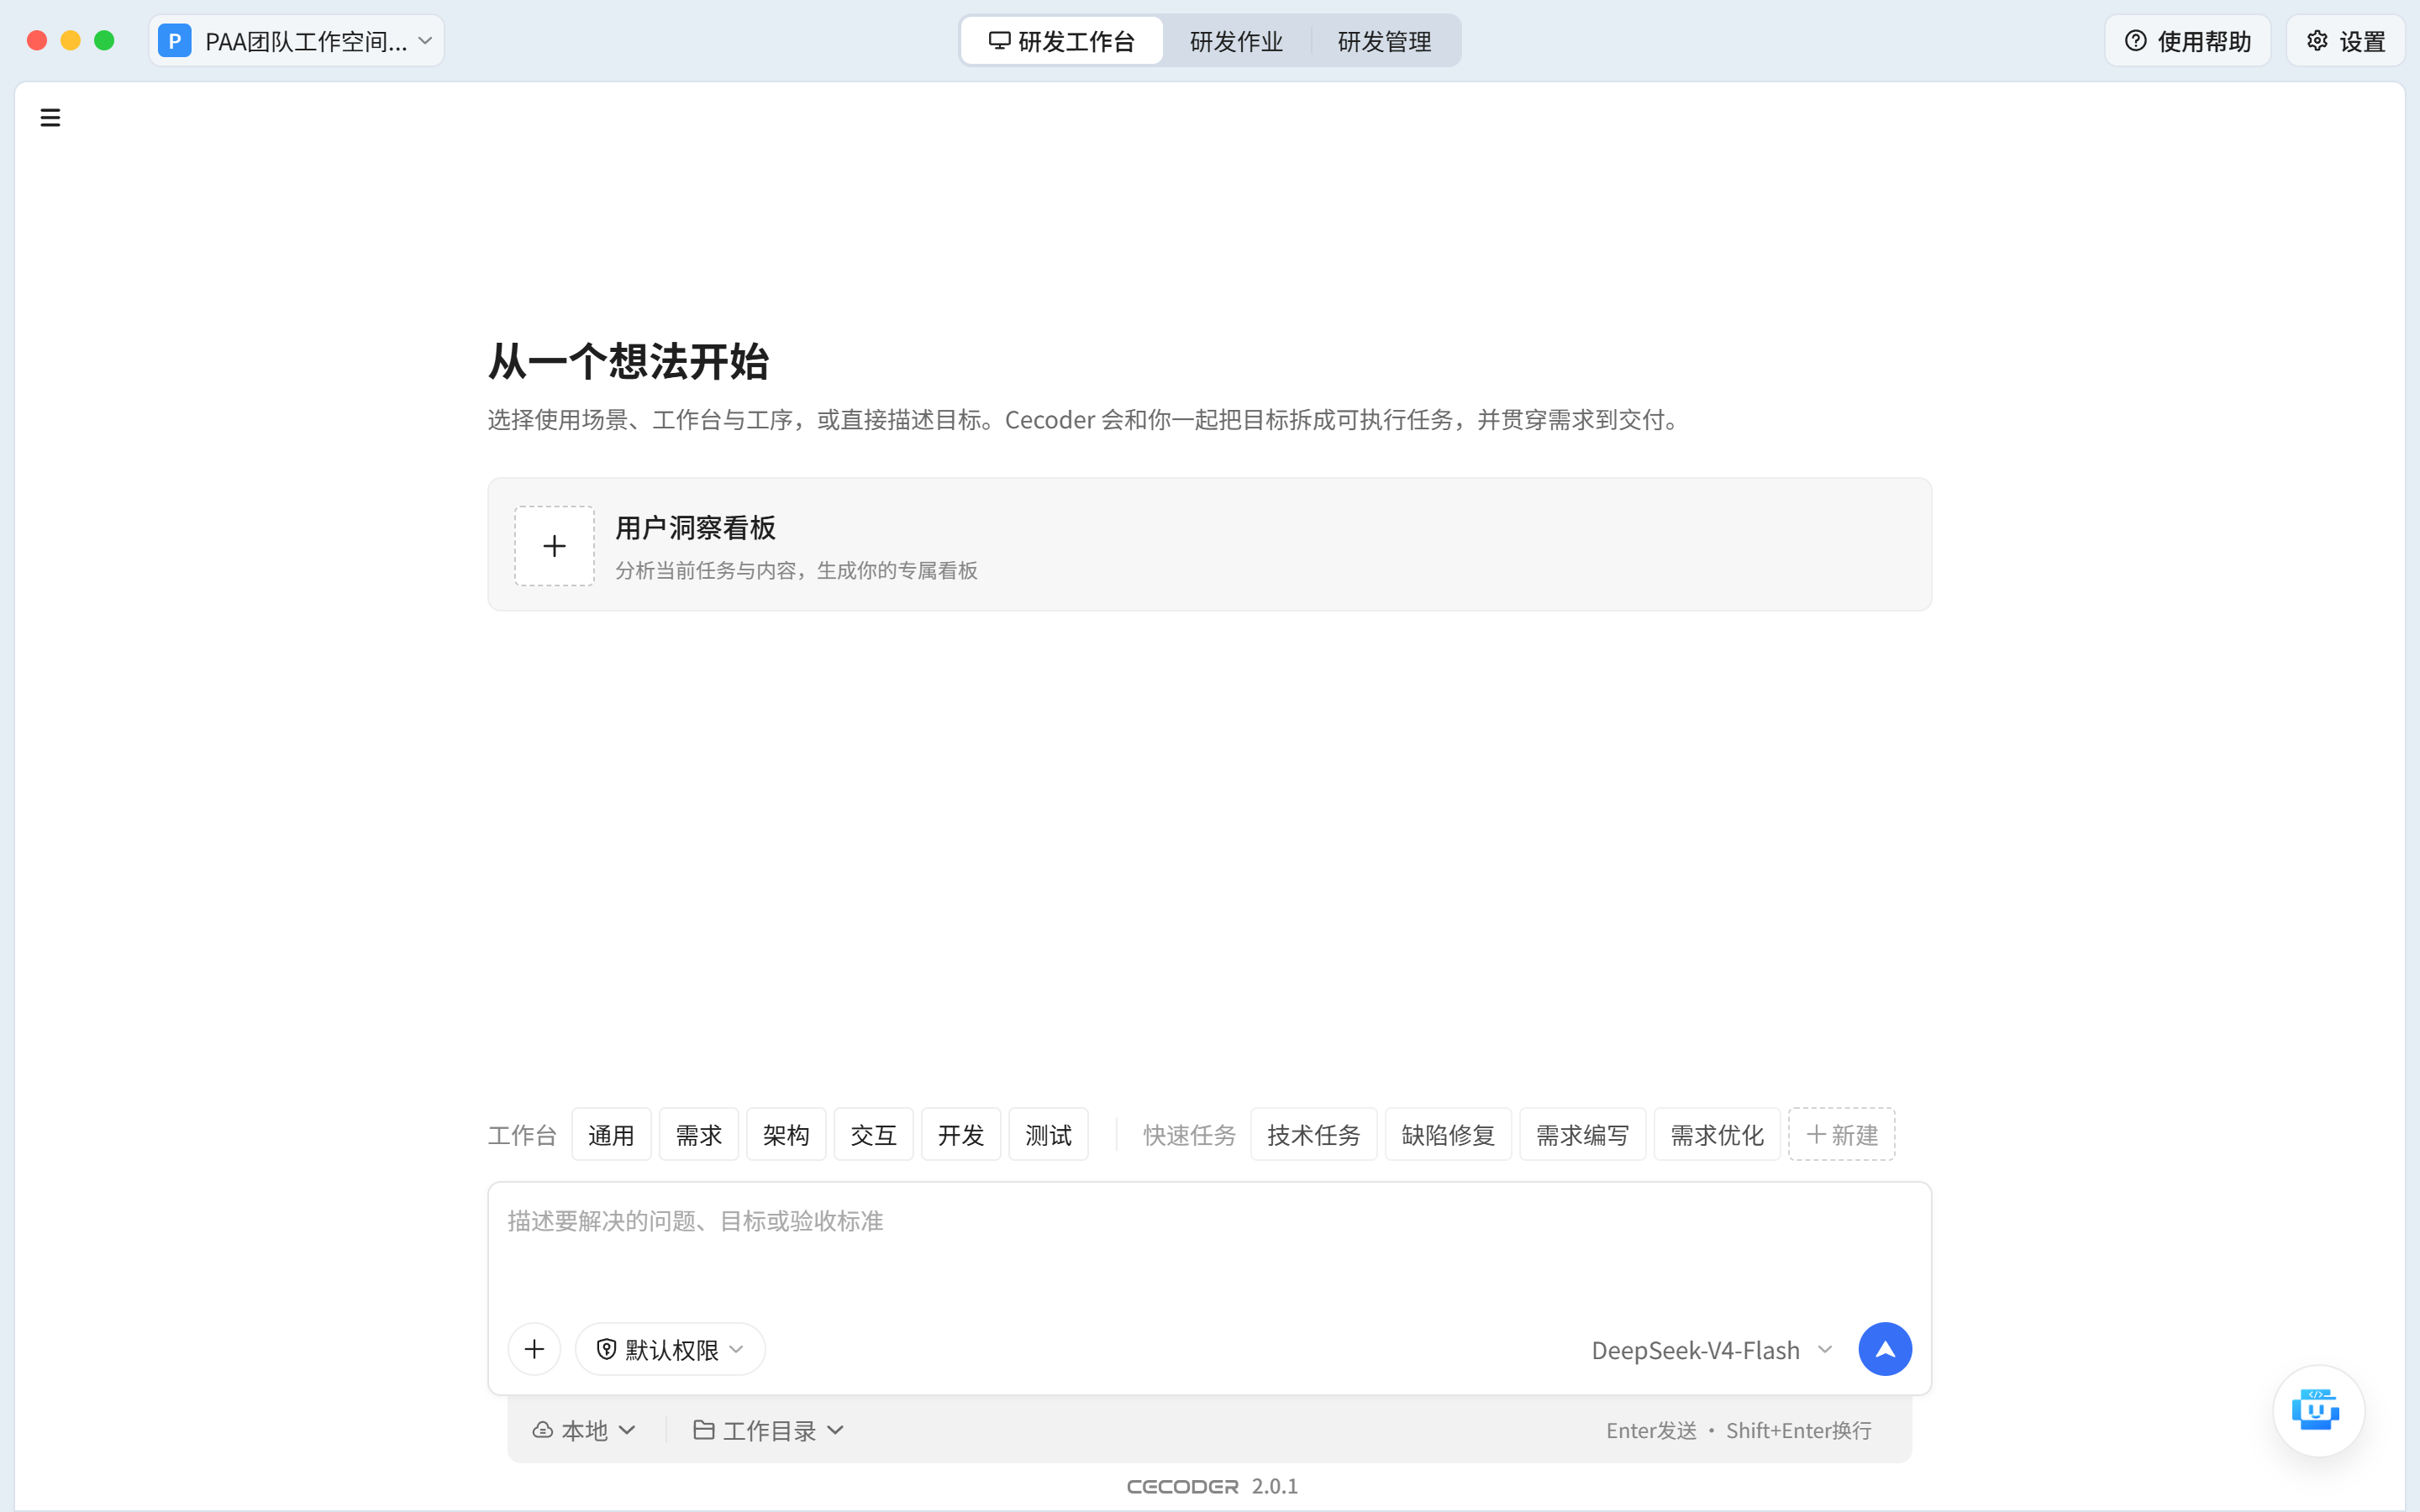 P PAA团队工作空间... 研发工作台 研发作业 研发管理 使用帮助 设置
从一个想法开始
选择使用场景、工作台与工序，或直接描述目标。Cecoder 会和你一起把目标拆成可执行任务，并贯穿需求到交付。
用户洞察看板
分析当前任务与内容，生成你的专属看板
工作台 通用 需求 架构 交互 开发 测试 快速任务 技术任务 缺陷修复 需求编写 需求优化 新建
描述要解决的问题、目标或验收标准
默认权限 DeepSeek-V4-Flash
本地 工作目录 Enter发送 • Shift+Enter换行
CECODER 2.0.1